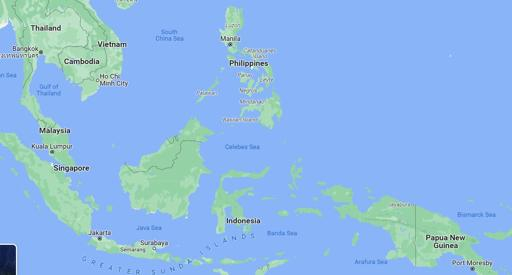 Thailand
Bangkok
กรุงเทพมหานคร
Vietnam
Cambodia
Ho Chi
Minh City
Gulf of
Thailand
South
China Sea
Luzon
Manila
Catanduanes
Island
Philippines
Panay
Leyte
Negros
Palawan
Mindanao
Basilan Island
an Sea
Malaysia
Kuala Lumpur
Singapore
Celebes Sea
Jayapura
Bismarck Sea
Indonesia
Java Sea
Banda Sea
Papua New
Guinea
Jakarta
Surabaya
Semarang
GREATER SUNDA ISLANDS
Arafura Sea
Port Moresby